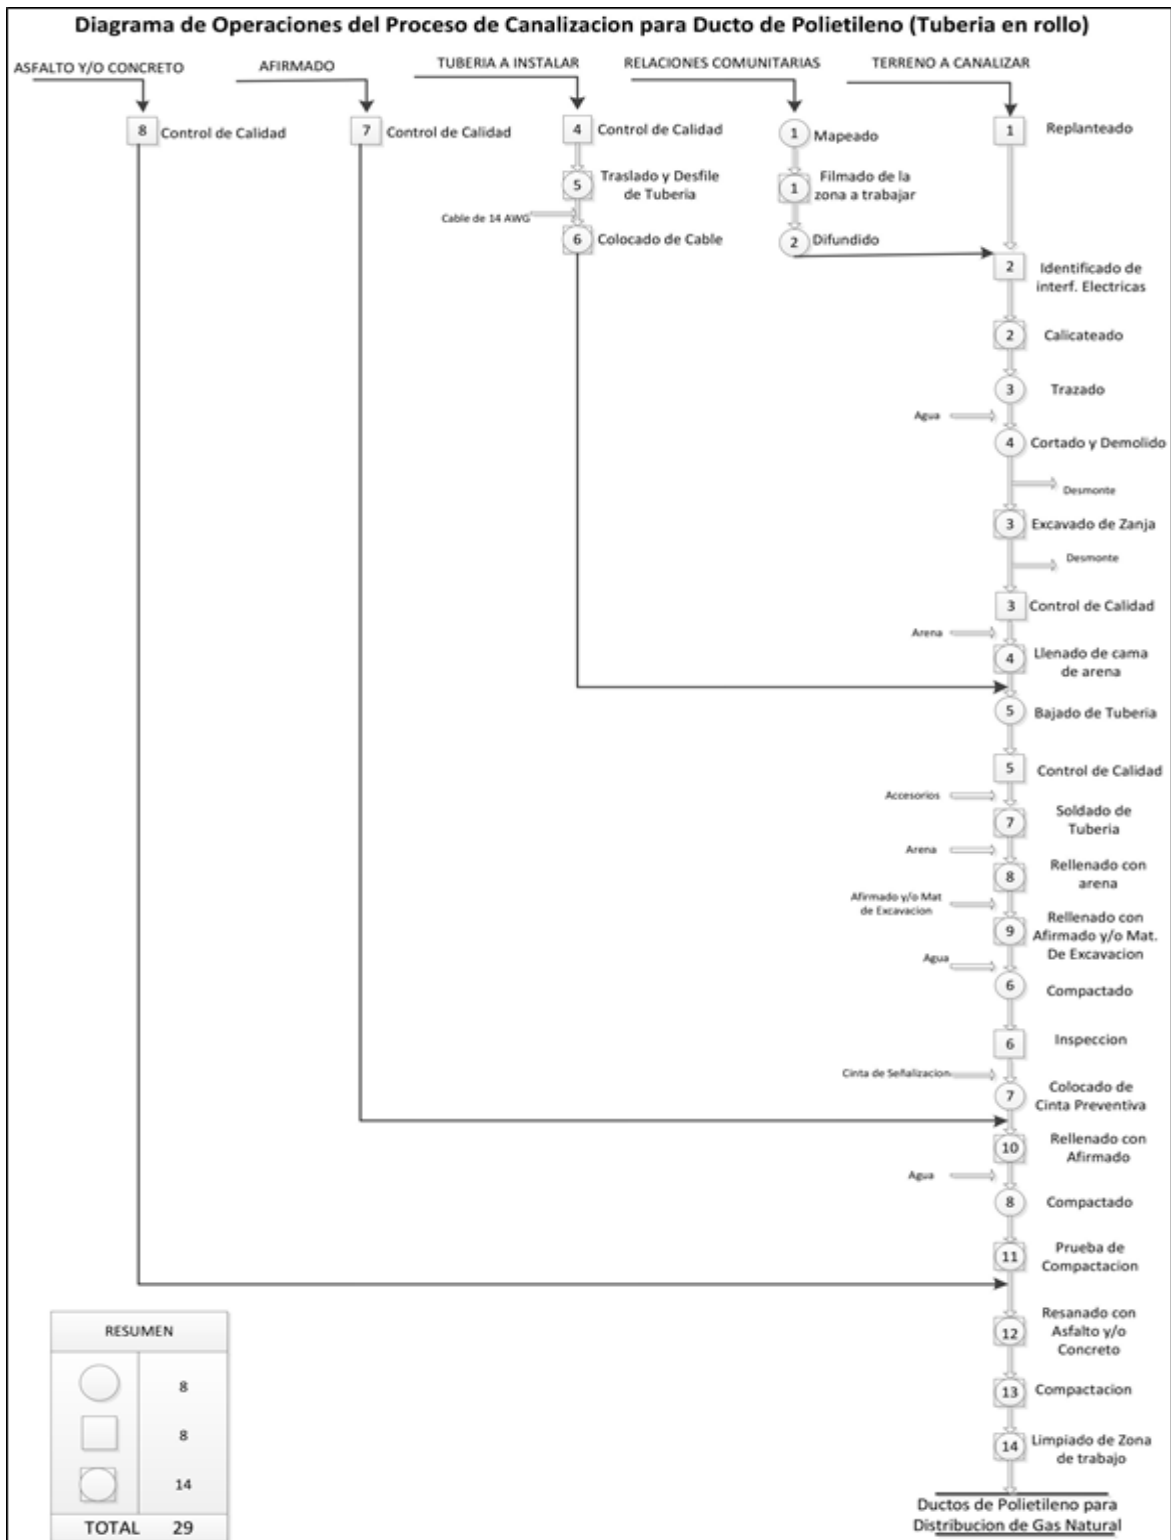 Diagrama de Operaciones del Proceso de Canalizacion para Ducto de Polietileno (Tuberia en rollo)
ASFALTO Y/O CONCRETO
AFIRMADO
TUBERIA A INSTALAR
RELACIONES COMUNITARIAS
TERRENO A CANALIZAR
8 Control de Calidad
7 Control de Calidad
4 Control de Calidad
5 Traslado y Desfile
de Tuberia
Cable de 14 AWG
6 Colocado de Cable
1 Mapeado
1 Filmado de la
zona a trabajar
2 Difundido
1 Replanteado
2 Identificado de
interf. Electricas
2 Calicateado
3 Trazado
Agua
4 Cortado y Demolido
Desmonte
3 Excavado de Zanja
Desmonte
3 Control de Calidad
Arena
4 Llenado de cama
de arena
5 Bajado de Tuberia
5 Control de Calidad
Accesorios
7 Soldado de
Tuberia
Arena
8 Rellenado con
arena
Afirmado y/o Mat
de Excavacion
9 Rellenado con
Afirmado y/o Mat.
De Excavacion
Agua
6 Compactado
6 Inspeccion
Cinta de Señalizacion
7 Colocado de
Cinta Preventiva
10 Rellenado con
Afirmado
Agua
8 Compactado
11 Prueba de
Compactacion
12 Resanado con
Asfalto y/o
Concreto
13 Compactacion
14 Limpiado de Zona
de trabajo
Ductos de Polietileno para
Distribucion de Gas Natural
RESUMEN
8
8
14
TOTAL 29